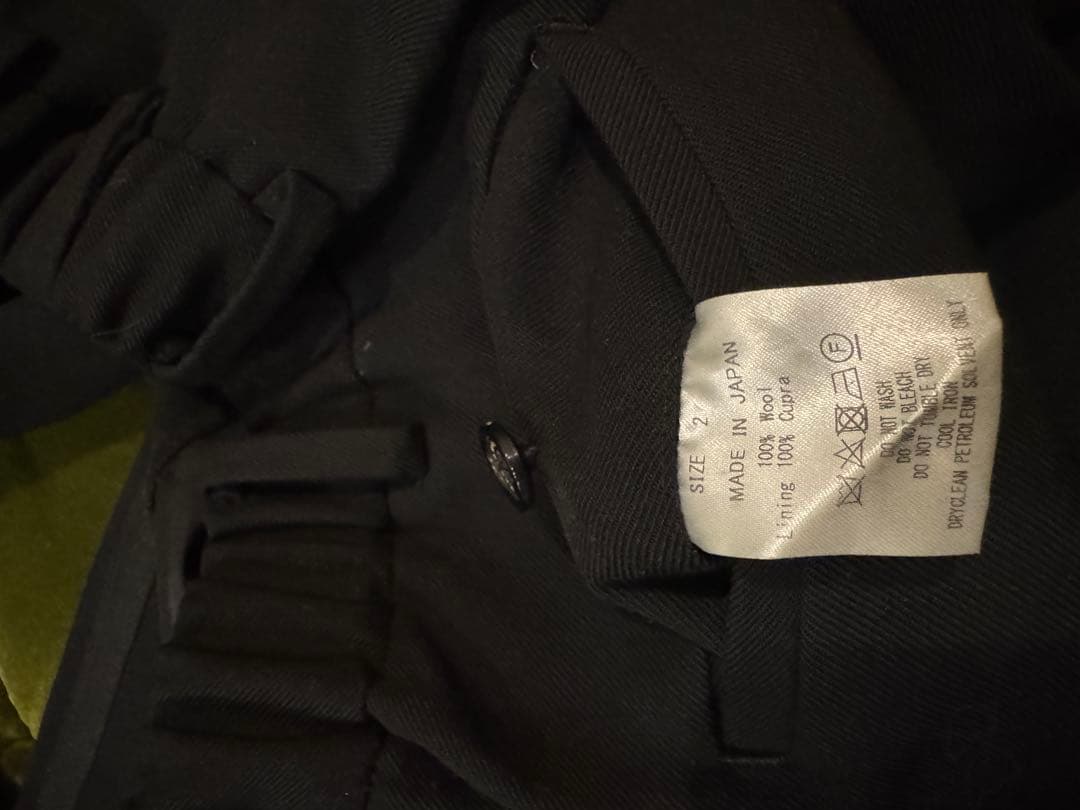 SIZE 2
MADE IN JAPAN
100% Wool
Lining 100% Cupra
F
DO NOT WASH
DO NOT BLEACH
DO NOT TUMBLE DRY
COOL IRON
DRYCLEAN PETROLEUM SOLVEAT ONLY